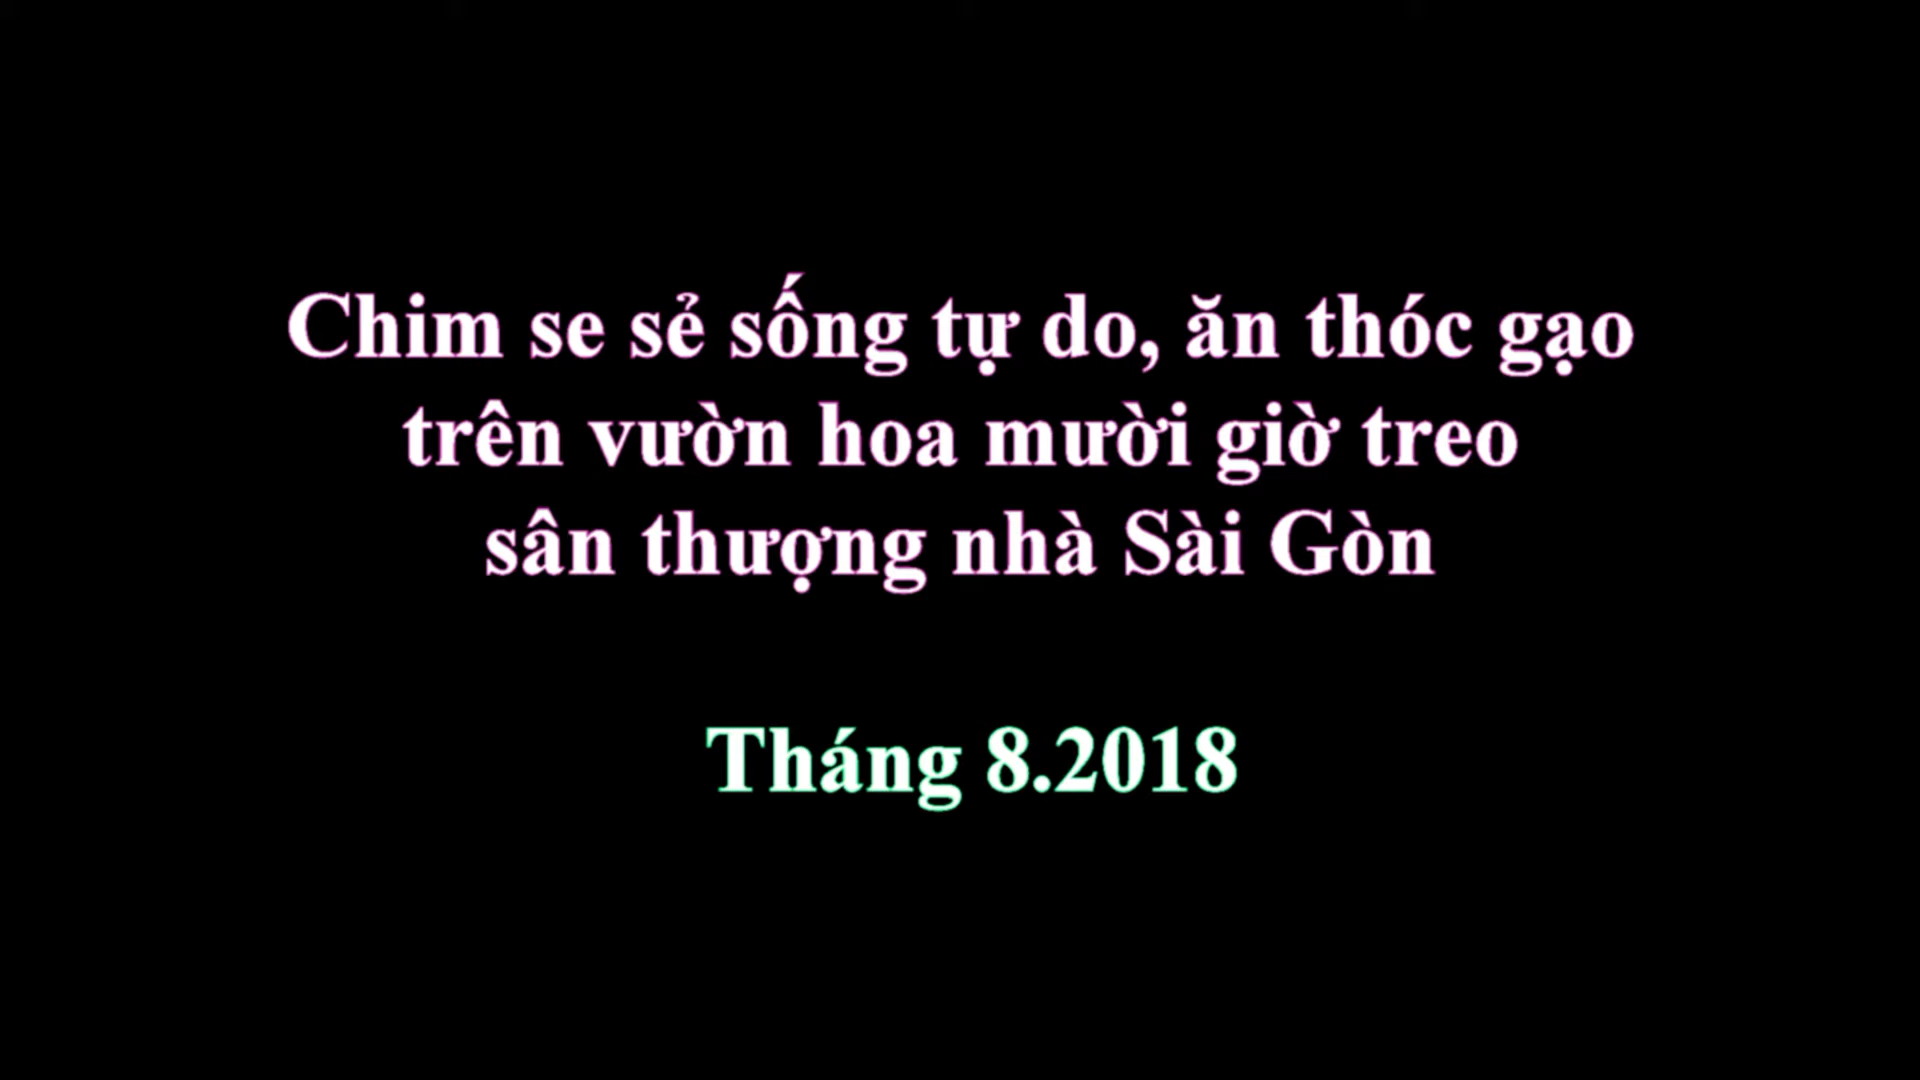 Chim se sẻ sống tự do, ăn thóc gạo
trên vườn hoa mười giờ treo
sân thượng nhà Sài Gòn
Tháng 8.2018